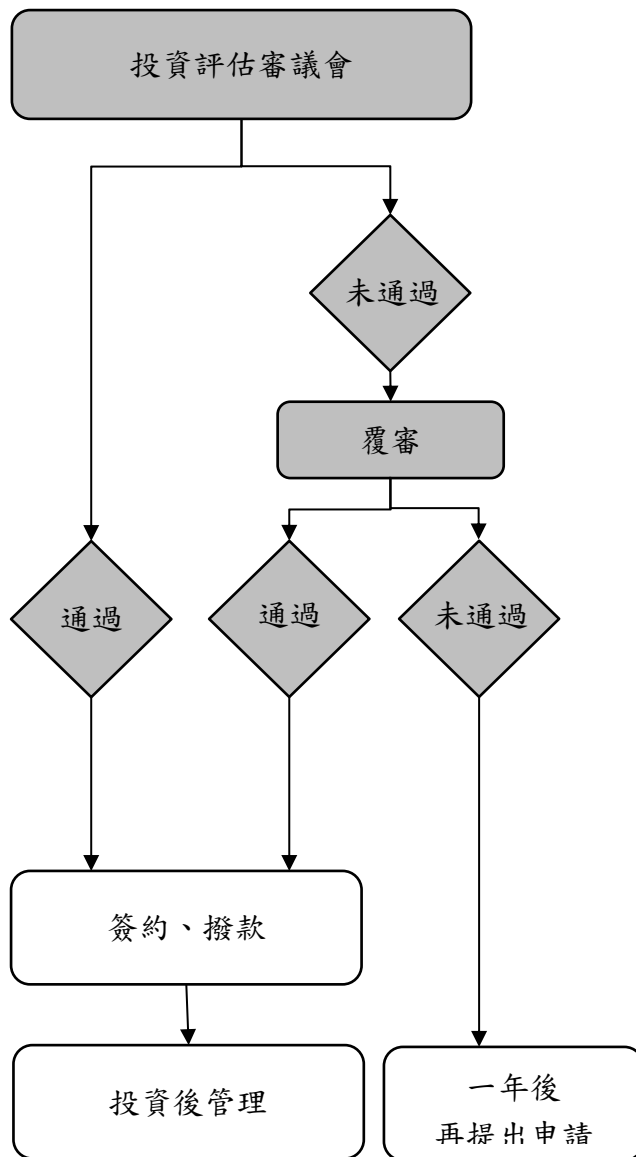 投資評估審議會
未通過
覆審
通過
通過
未通過
簽約、撥款
投資後管理
一年後
再提出申請